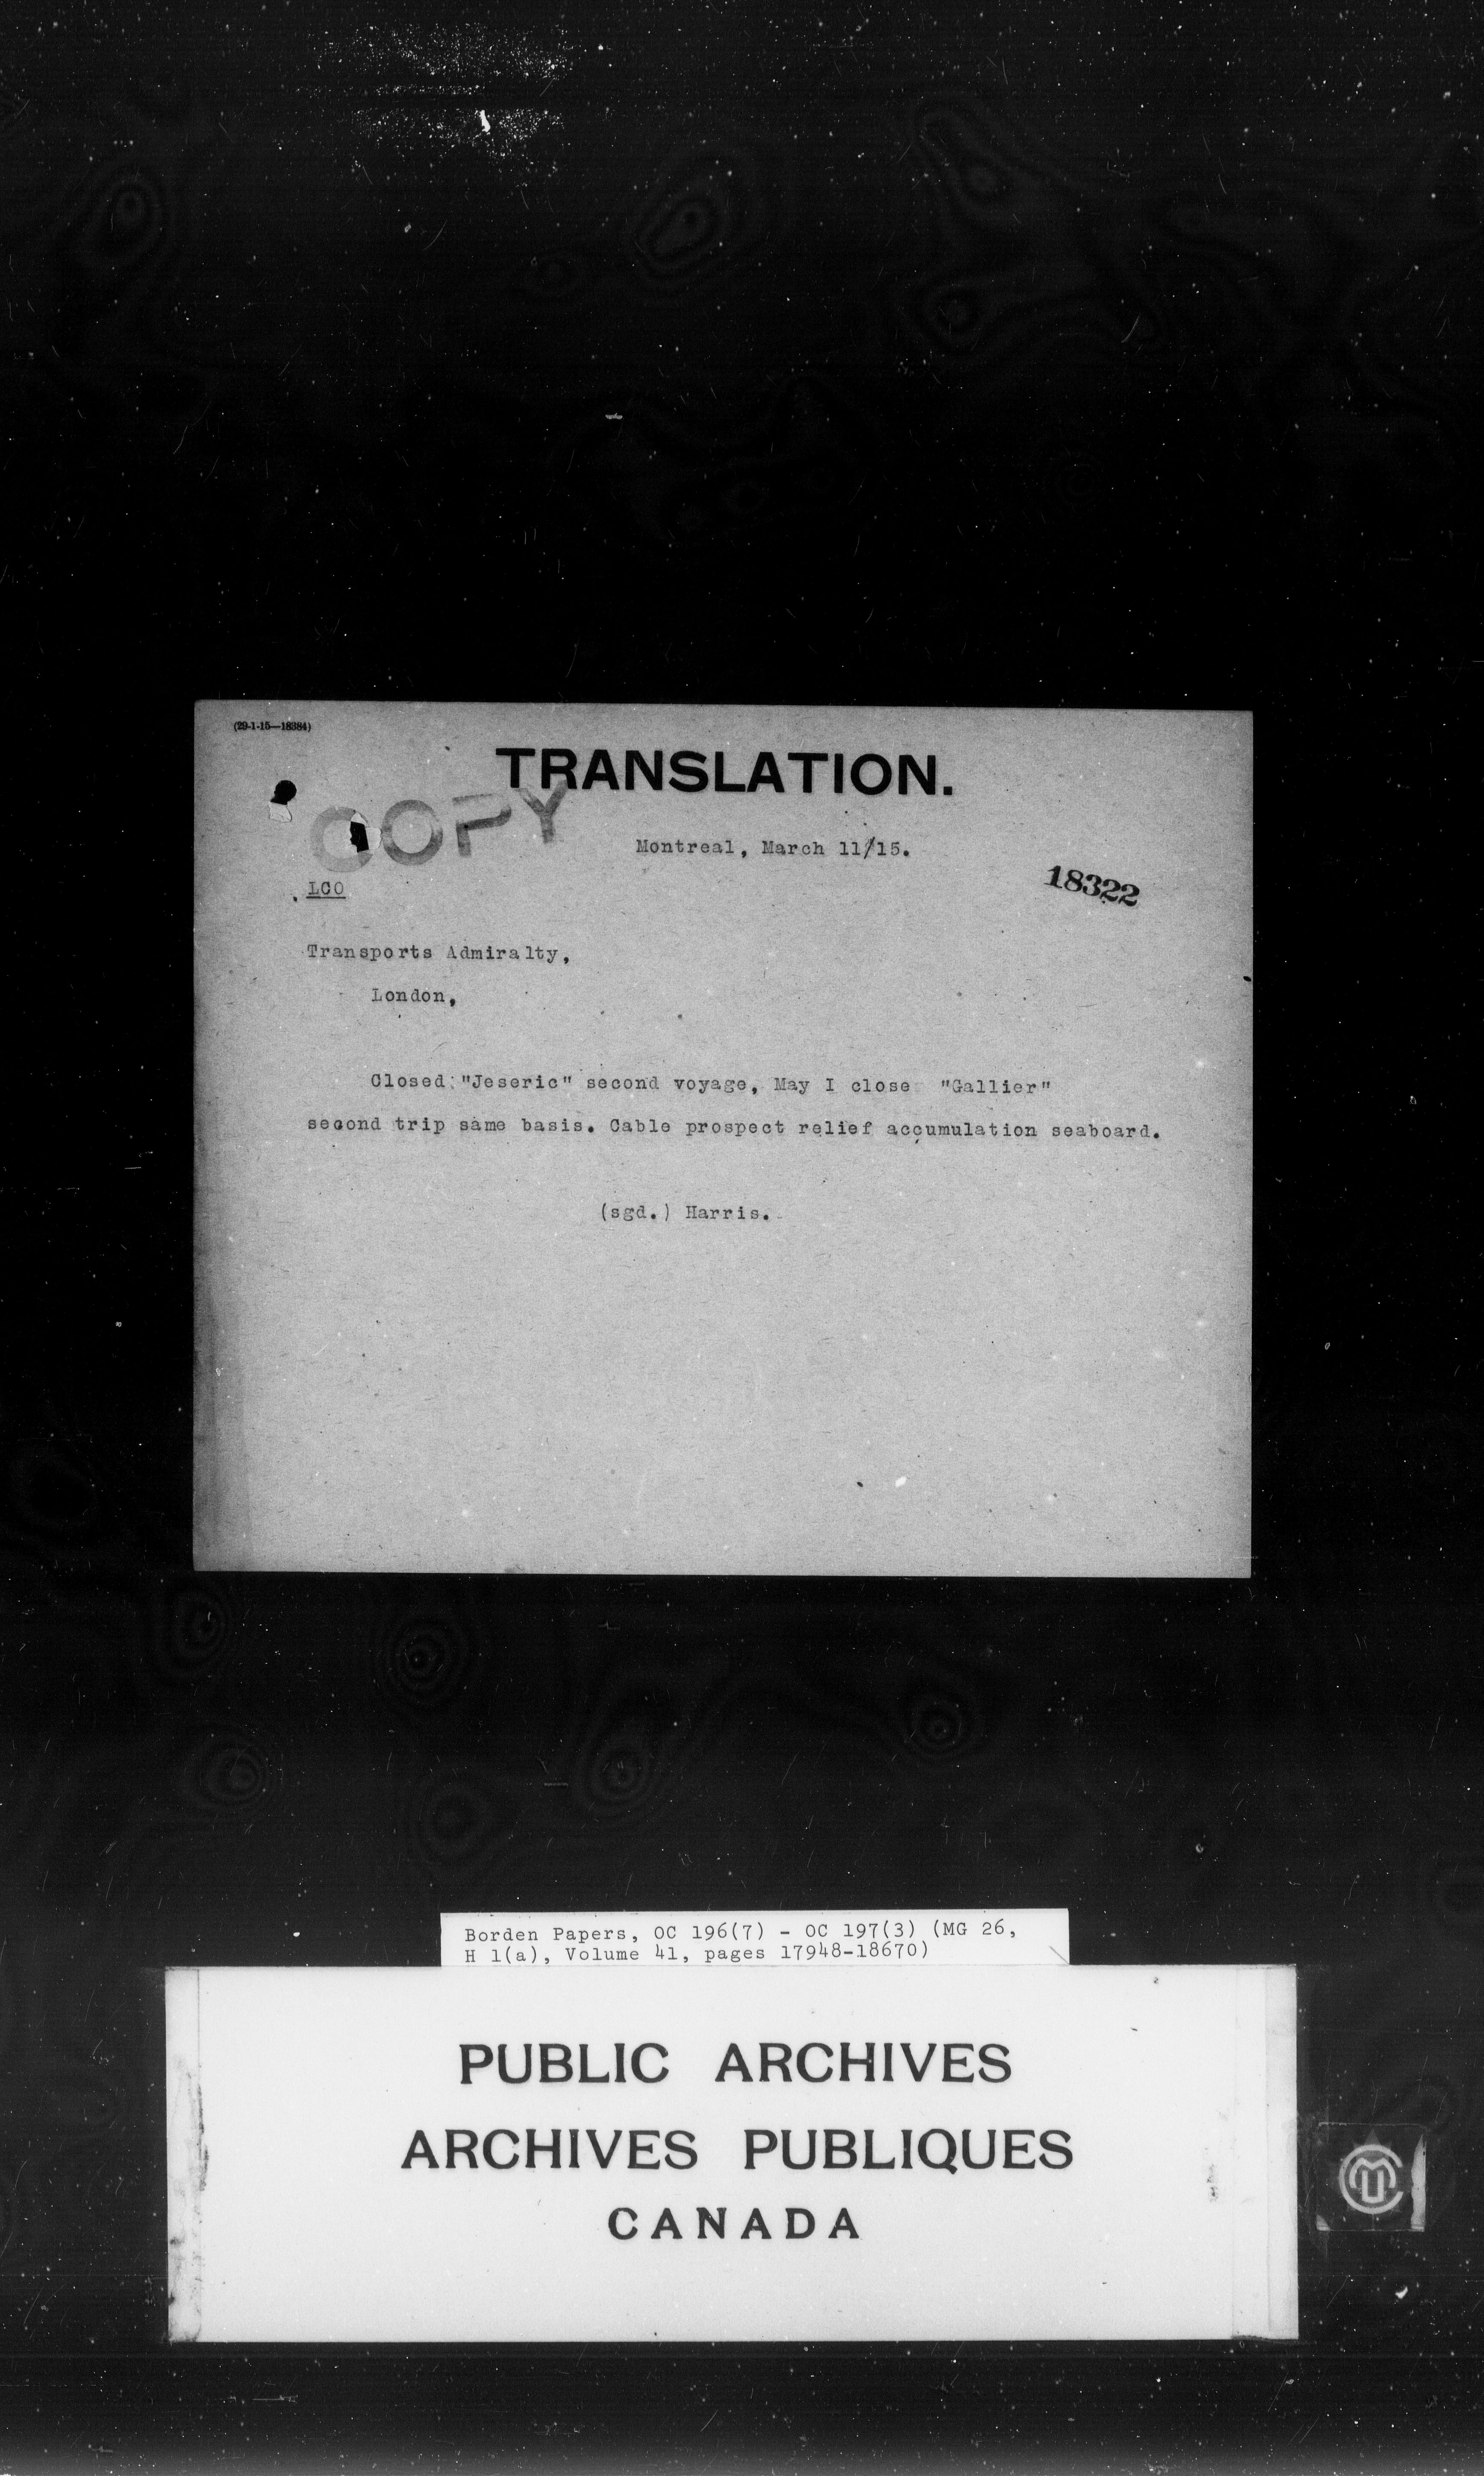 (29-1-15—18384)
TRANSLATION.
COPY
Montreal, March 11/15.
18322
LCO
Transports Admiralty,
London,
Closed "Jeseric" second voyage, May I close "Gallier"
second trip same basis. Cable prospect relief accumulation seaboard.
(sgd.) Harris.
Borden Papers, OC 196(7) - OC 197(3) (MG 26,
H 1(a), Volume 41, pages 17948-18670)
PUBLIC ARCHIVES
ARCHIVES PUBLIQUES
CANADA